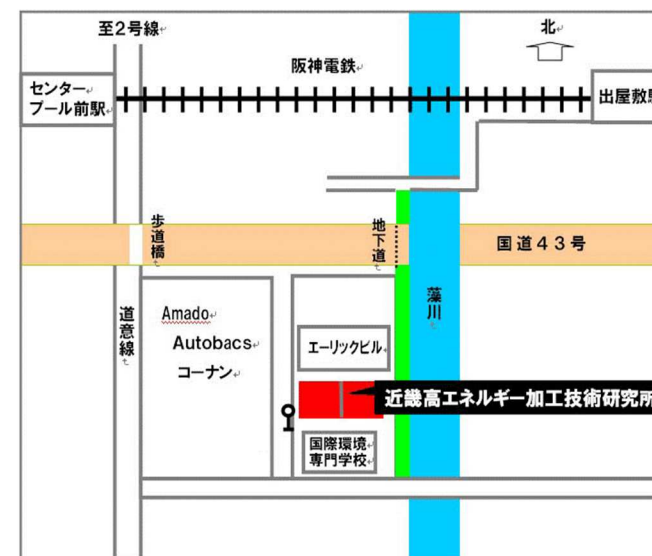 至2号線
北
阪神電鉄
センター
プール前駅
出屋敷駅
歩道橋
地下道
国道43号
道意線
藻川
Amado
Autobacs
コーナン
エーリックビル
近畿高エネルギー加工技術研究所
国際環境
専門学校